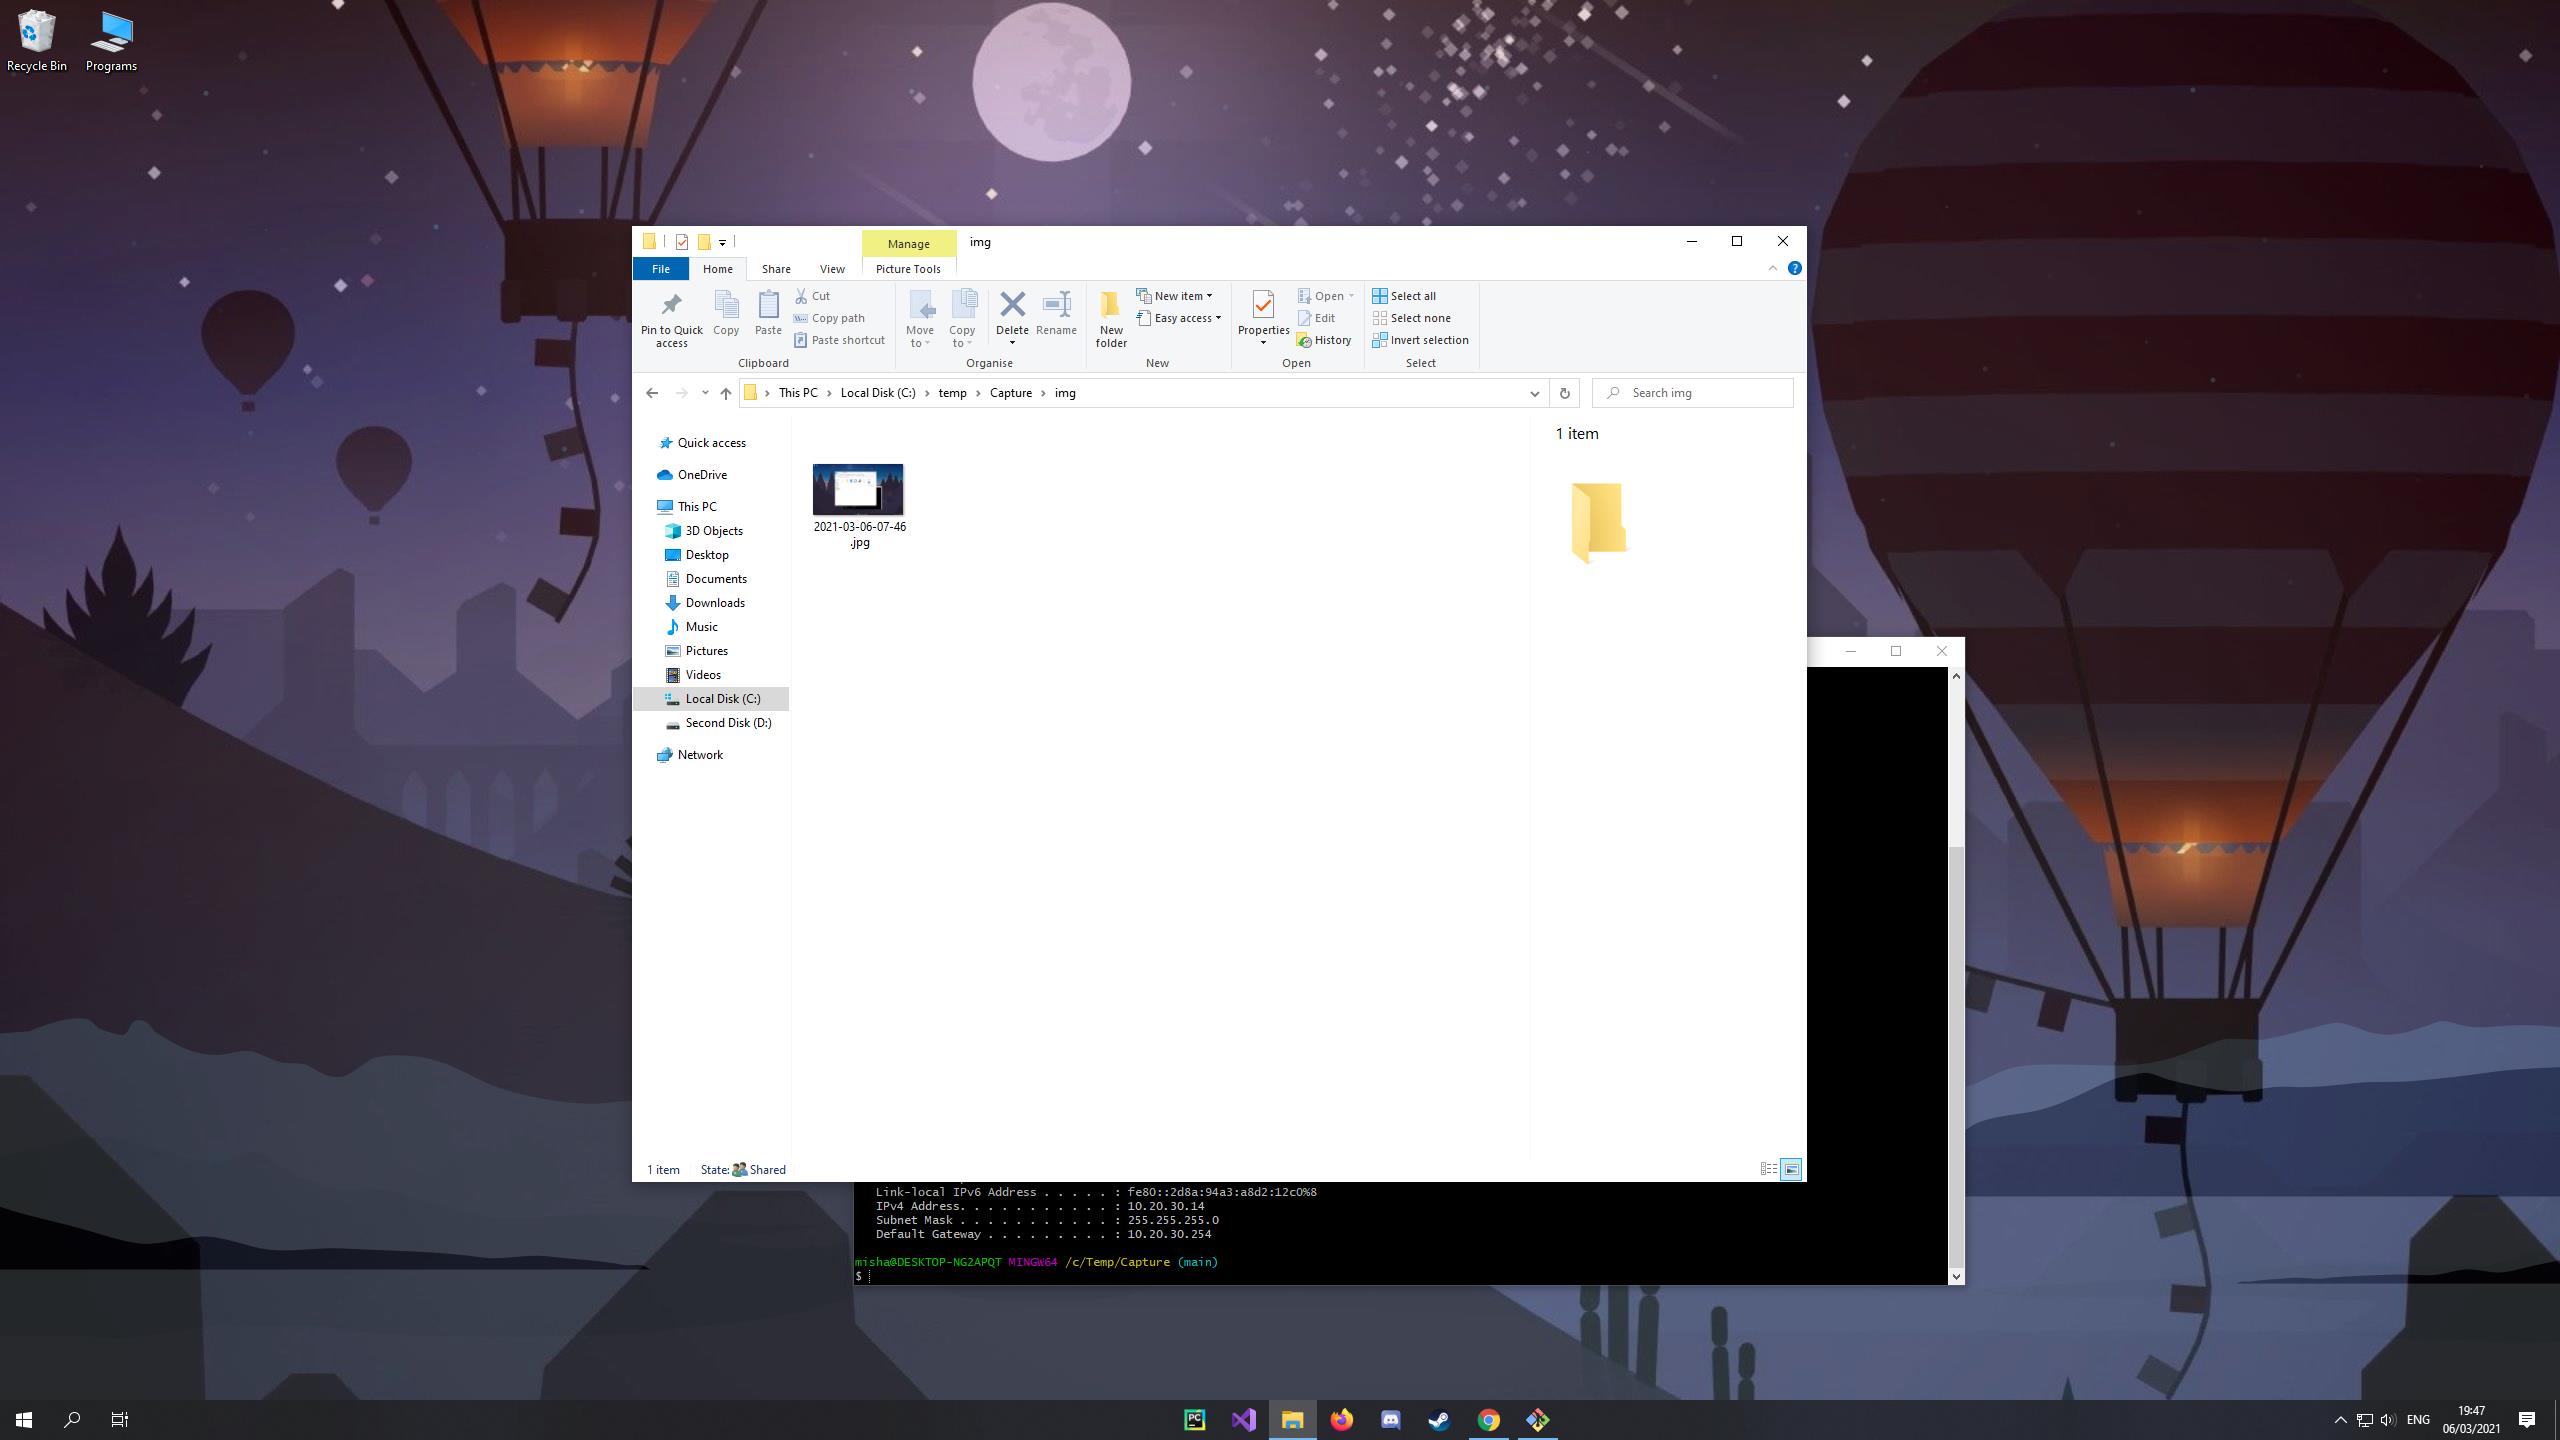 Recycle Bin
Programs
Manage
img
File
Home
Share
View
Picture Tools
Pin to Quick access
Copy
Paste
Cut
Copy path
Paste shortcut
Clipboard
Move to
Copy to
Delete
Rename
Organise
New folder
New item
Easy access
New
Properties
Open
Edit
History
Open
Select all
Select none
Invert selection
Select
This PC
Local Disk (C:)
temp
Capture
img
Search img
Quick access
OneDrive
This PC
3D Objects
Desktop
Documents
Downloads
Music
Pictures
Videos
Local Disk (C:)
Second Disk (D:)
Network
2021-03-06-07-46
.jpg
1 item
1 item
State:
Shared
Link-local IPv6 Address . . . . . : fe80::2d8a:94a3:a8d2:12c0%8
IPv4 Address. . . . . . . . . . . : 10.20.30.14
Subnet Mask . . . . . . . . . . . : 255.255.255.0
Default Gateway . . . . . . . . . : 10.20.30.254
misha@DESKTOP-NG2APQT MINGW64 /c/Temp/Capture (main)
$
PC
ENG
19:47
06/03/2021